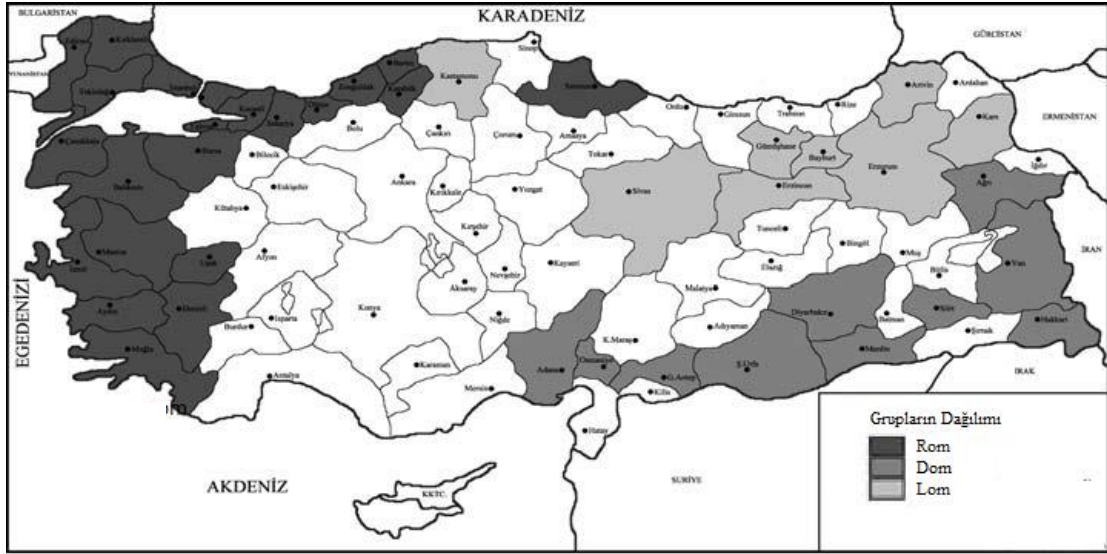 BULGARİSTAN
KARADENİZ
GÜRCİSTAN
YUNANİSTAN
ERMENİSTAN
İRAN
IRAK
SURİYE
EGEDENİZİ
AKDENİZ
KKTC.
Edirne
Kırklareli
Tekirdağ
İstanbul
Kocaeli
Sakarya
Düzce
Zonguldak
Bartın
Karabük
Kastamonu
Sinop
Samsun
Ordu
Giresun
Trabzon
Rize
Artvin
Ardahan
Kars
Iğdır
Çanakkale
Bursa
Bilecik
Bolu
Çankırı
Çorum
Amasya
Tokat
Gümüşhane
Bayburt
Erzurum
Ağrı
Balıkesir
Kütahya
Eskişehir
Ankara
Kırıkkale
Yozgat
Sivas
Erzincan
Tunceli
Bingöl
Muş
Bitlis
Van
İzmir
Manisa
Uşak
Afyon
Kırşehir
Nevşehir
Kayseri
Malatya
Elazığ
Aydın
Denizli
Burdur
Isparta
Konya
Aksaray
Niğde
K.Maraş
Adıyaman
Diyarbakır
Batman
Siirt
Şırnak
Hakkari
Muğla
Antalya
Karaman
Mersin
Adana
Osmaniye
G.Antep
Kilis
Ş.Urfa
Mardin
Hatay
Grupların Dağılımı
Rom
Dom
Lom